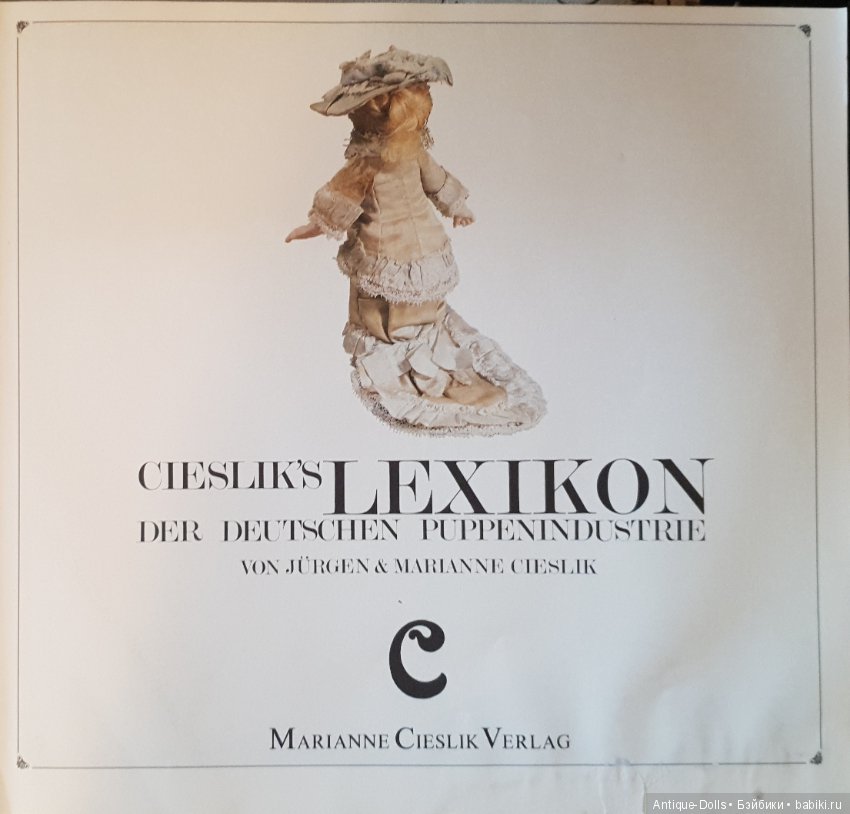 CIESLIK'S LEXIKON
DER DEUTSCHEN PUPPENINDUSTRIE
VON JÜRGEN & MARIANNE CIESLIK
C
MARIANNE CIESLIK VERLAG
Antique-Dolls • Бэйбики • babiki.ru